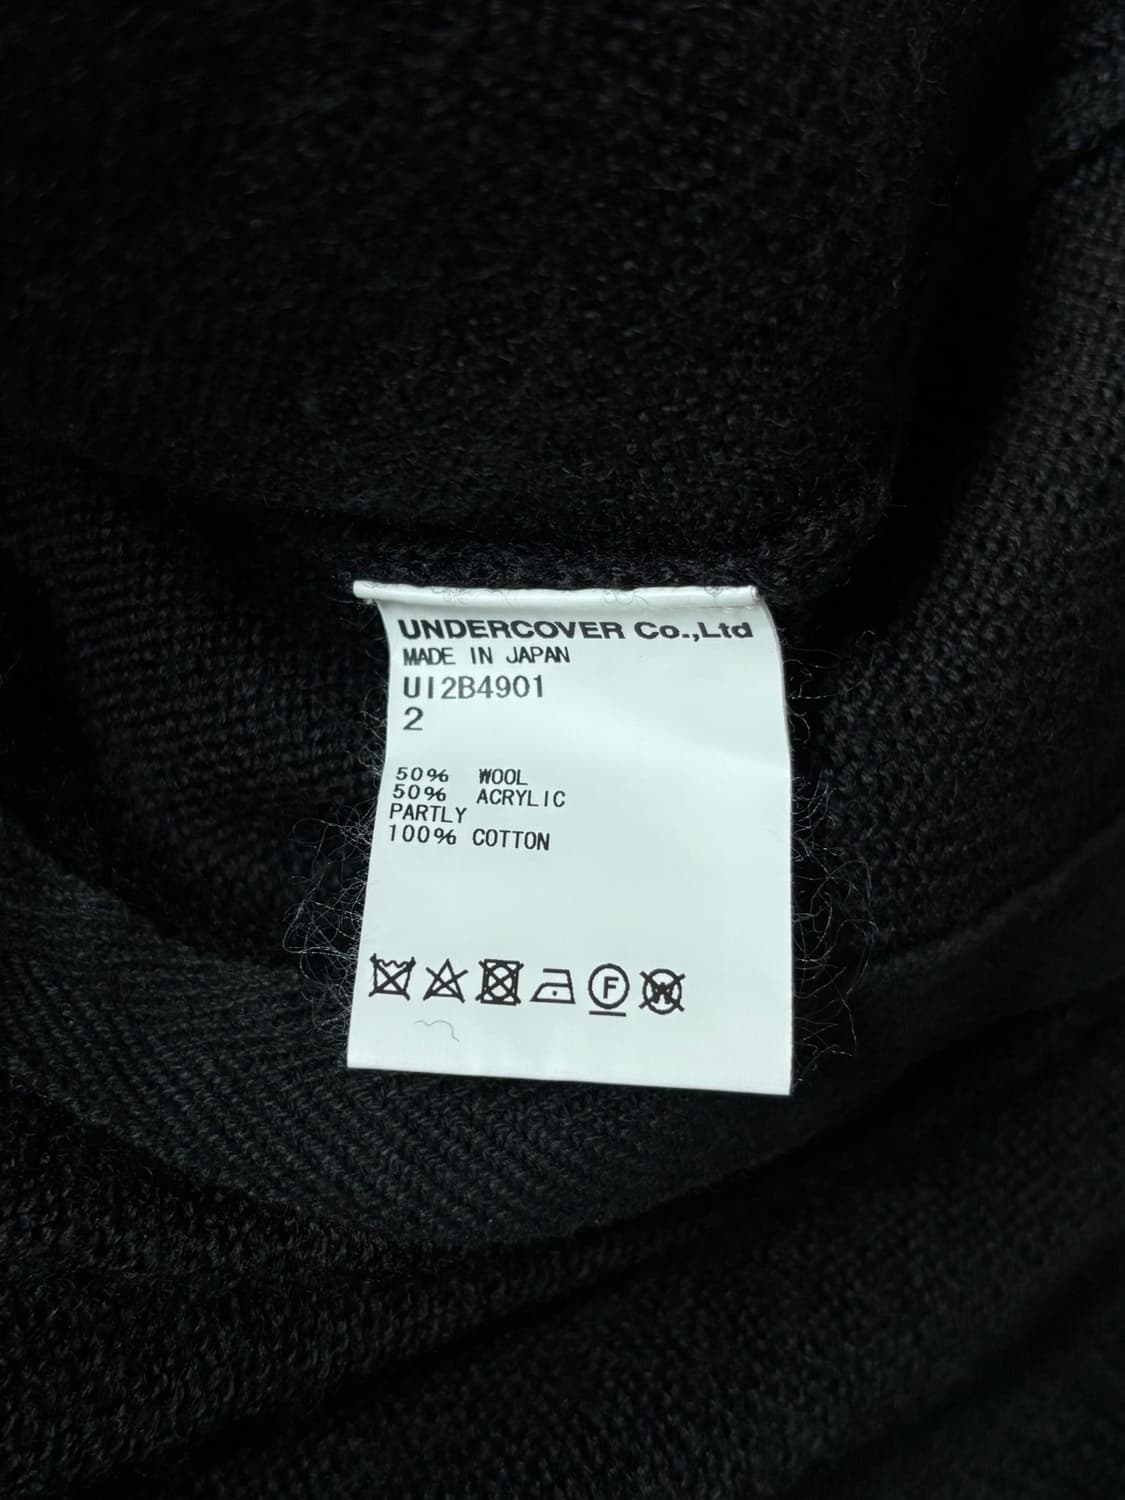 UNDERCOVER Co.,Ltd
MADE IN JAPAN
UI2B4901
2
50% WOOL
50% ACRYLIC
PARTLY
100% COTTON
F W